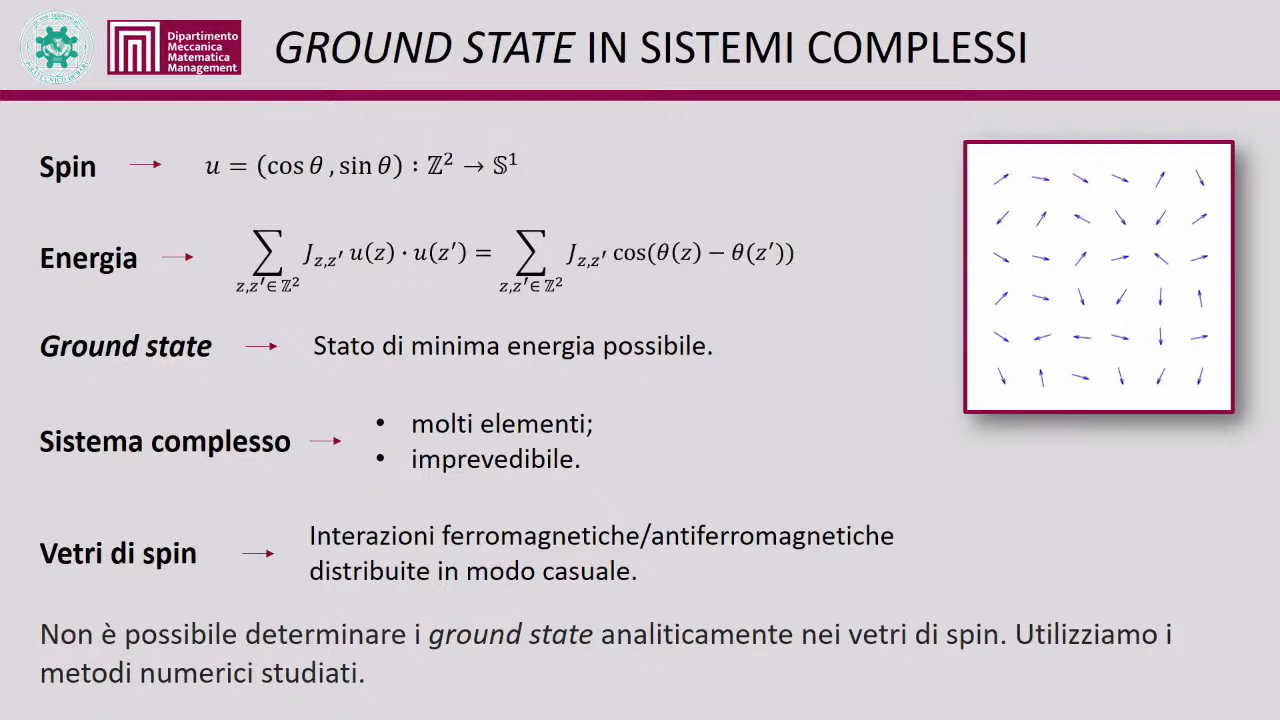 Dipartimento
Meccanica
Matematica
Management
GROUND STATE IN SISTEMI COMPLESSI
Spin
u = (cos θ , sin θ) : ℤ² → 𝕊¹
Energia
∑_{z,z′∈ ℤ²} J_{z,z′} u(z) · u(z′) = ∑_{z,z′∈ ℤ²} J_{z,z′} cos(θ(z) − θ(z′))
Ground state
Stato di minima energia possibile.
Sistema complesso
• molti elementi;
• imprevedibile.
Vetri di spin
Interazioni ferromagnetiche/antiferromagnetiche
distribuite in modo casuale.
Non è possibile determinare i ground state analiticamente nei vetri di spin. Utilizziamo i
metodi numerici studiati.